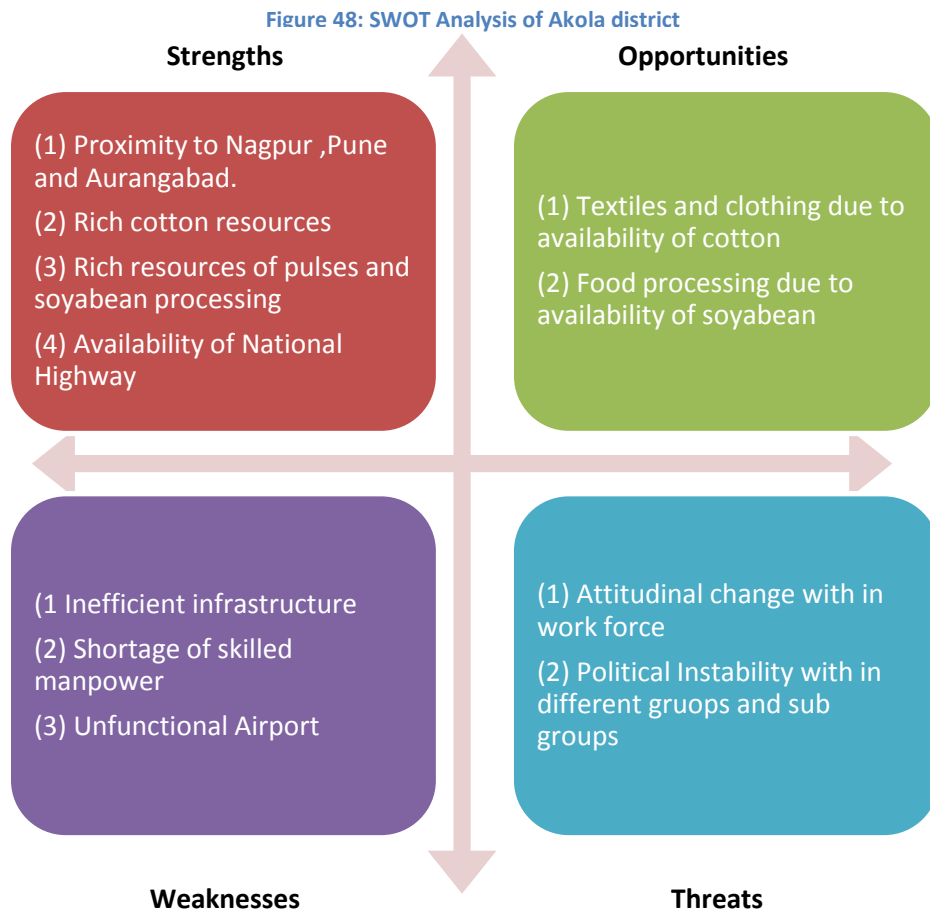 Figure 48: SWOT Analysis of Akola district
Strengths
Opportunities
(1) Proximity to Nagpur ,Pune
and Aurangabad.
(2) Rich cotton resources
(3) Rich resources of pulses and
soyabean processing
(4) Availability of National
Highway
(1) Textiles and clothing due to
availability of cotton
(2) Food processing due to
availability of soyabean
(1 Inefficient infrastructure
(2) Shortage of skilled
manpower
(3) Unfunctional Airport
(1) Attitudinal change with in
work force
(2) Political Instability with in
different gruops and sub
groups
Weaknesses
Threats